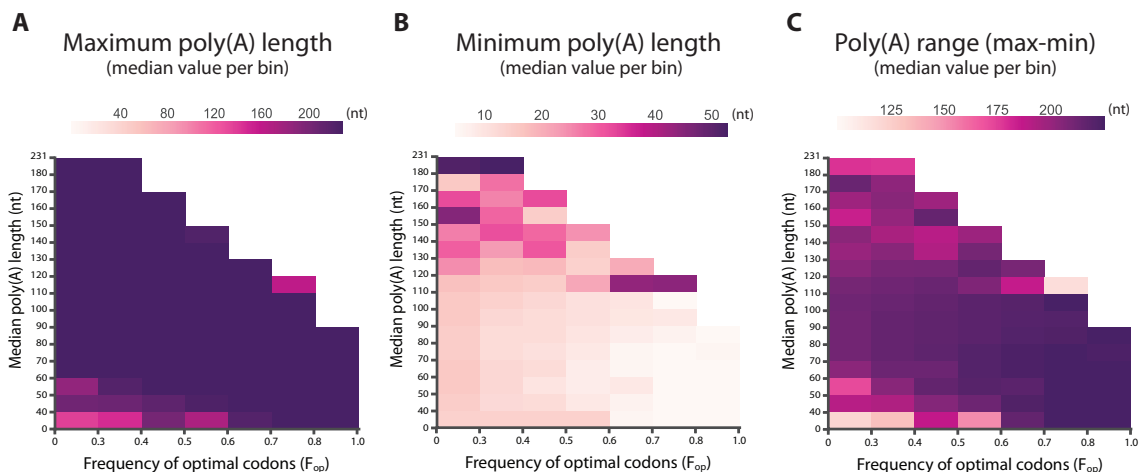 A
Maximum poly(A) length
(median value per bin)
40 80 120 160 200 (nt)
Median poly(A) length (nt)
231
180
170
160
150
140
130
120
110
100
90
80
70
60
50
40
0
0 0.3 0.4 0.5 0.6 0.7 0.8 1.0
Frequency of optimal codons (Fop)
B
Minimum poly(A) length
(median value per bin)
10 20 30 40 50 (nt)
Median poly(A) length (nt)
231
180
170
160
150
140
130
120
110
100
90
80
70
60
50
40
0
0 0.3 0.4 0.5 0.6 0.7 0.8 1.0
Frequency of optimal codons (Fop)
C
Poly(A) range (max-min)
(median value per bin)
125 150 175 200 (nt)
Median poly(A) length (nt)
231
180
170
160
150
140
130
120
110
100
90
80
70
60
50
40
0
0 0.3 0.4 0.5 0.6 0.7 0.8 1.0
Frequency of optimal codons (Fop)